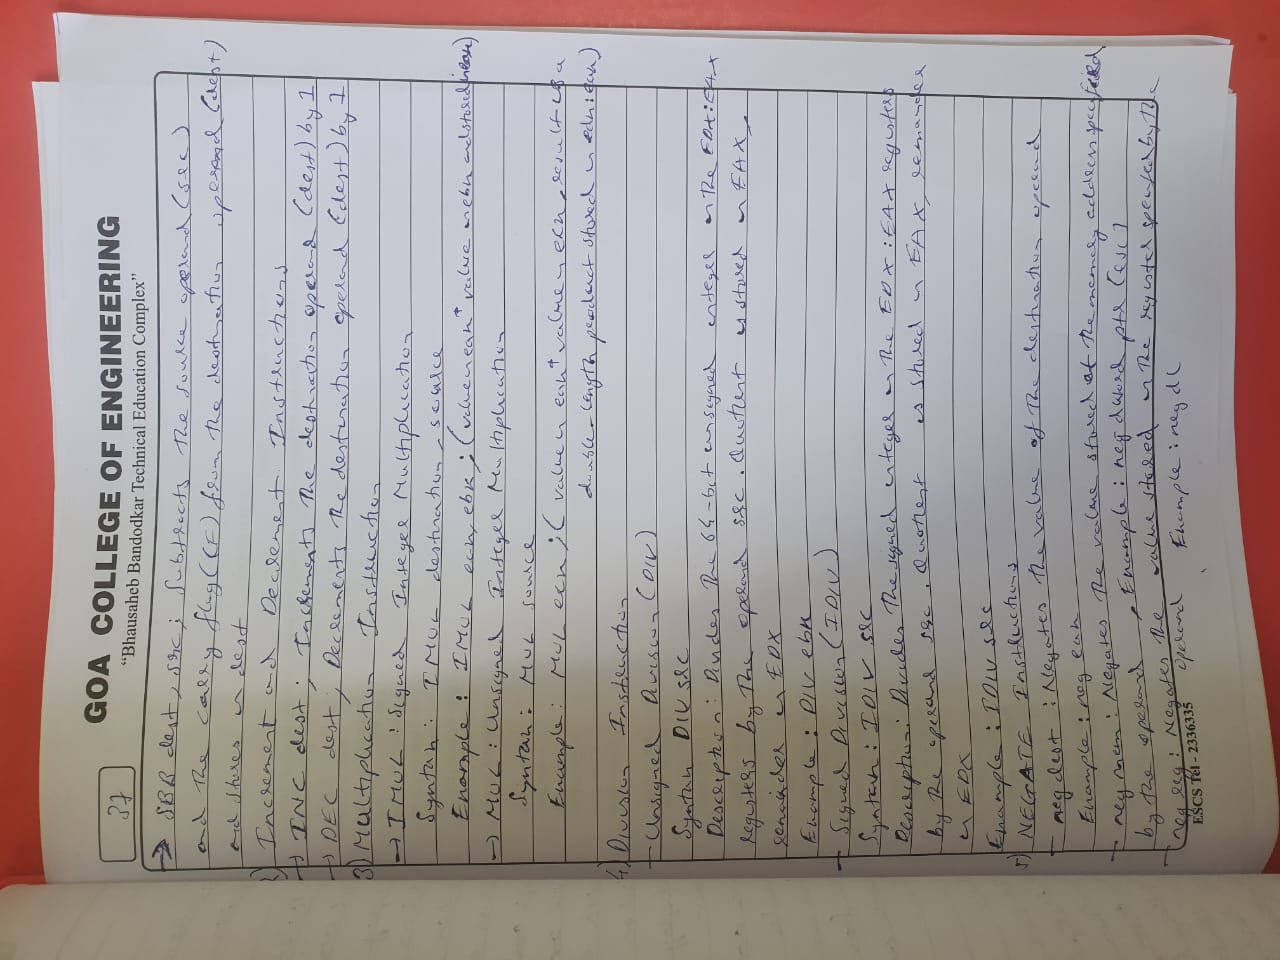 37
GOA COLLEGE OF ENGINEERING
"Bhausaheb Bandodkar Technical Education Complex"
→ SBB dest, src ; Subtracts the source operand (src)
and the carry flag (CF) from the destination operand (dest)
and stores in dest
2) Increment and Decrement Instructions
→ INC dest ; Increments the destination operand (dest) by 1
→ DEC dest ; Decrements the destination operand (dest) by 1
3) Multiplication Instruction
→ IMUL : Signed Integer Multiplication
Syntax : IMUL destination, source
Example : IMUL eax, ebx ; (value in eax * value in ebx and stored in eax)
→ MUL : Unsigned Integer Multiplication
Syntax : MUL source
Example : MUL ecx ; ( value in eax * value in ecx, result is a
double-length product stored in edx:eax)
4) Division Instruction
- Unsigned Division (DIV)
Syntax DIV src
Description : Divides the 64-bit unsigned integer in the EDX:EAX
registers by the operand src. Quotient is stored in EAX,
remainder in EDX
Example : DIV ebx
- Signed Division (IDIV)
Syntax : IDIV src
Description : Divides the signed integer in the EDX : EAX registers
by the operand src. Quotient is stored in EAX, remainder
in EDX
Example : IDIV src
5) NEGATE Instructions
- neg dest : Negates the value of the destination operand
Example : neg eax
- neg mem : Negates the value stored at the memory address specified
by the operand, Example : neg dword ptr [esi]
- neg reg : Negates the value stored in the register specified by the
operand Example : neg dl
ESCS Tel - 2336335